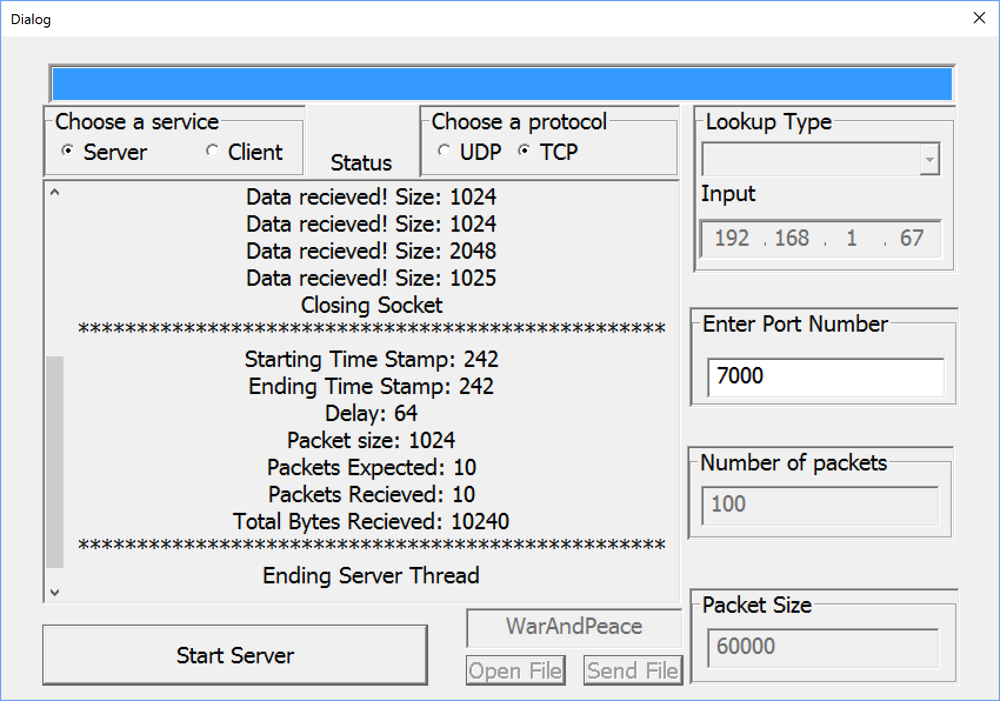 Dialog
Choose a service
Server Client
Status
Choose a protocol
UDP TCP
Lookup Type
Input
192 . 168 . 1 . 67
Data recieved! Size: 1024
Data recieved! Size: 1024
Data recieved! Size: 2048
Data recieved! Size: 1025
Closing Socket
**************************************************
Starting Time Stamp: 242
Ending Time Stamp: 242
Delay: 64
Packet size: 1024
Packets Expected: 10
Packets Recieved: 10
Total Bytes Recieved: 10240
**************************************************
Ending Server Thread
Enter Port Number
7000
Number of packets
100
Packet Size
60000
Start Server
WarAndPeace
Open File Send File